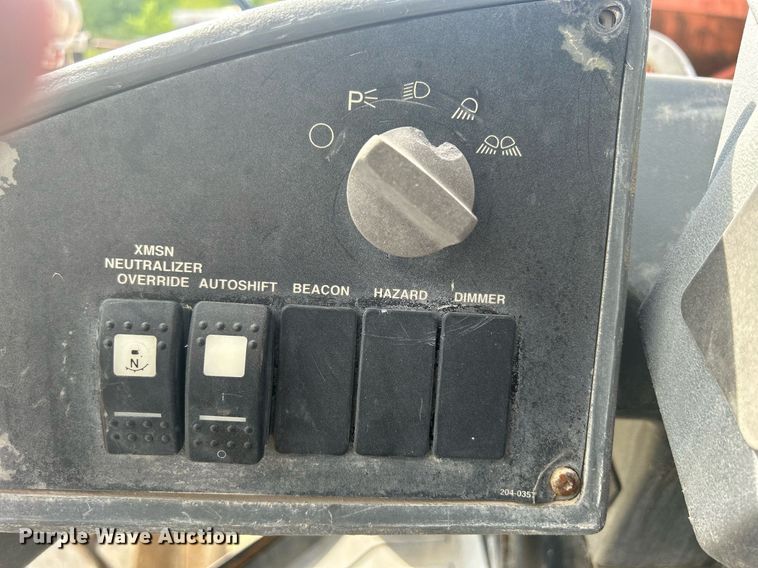 P
XMSN
NEUTRALIZER
OVERRIDE AUTOSHIFT BEACON HAZARD DIMMER
N
204-0357
Purple Wave Auction